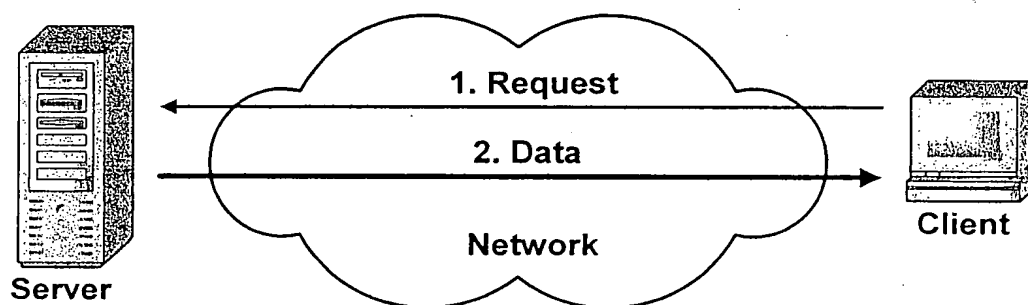 1. Request
2. Data
Network
Client
Server